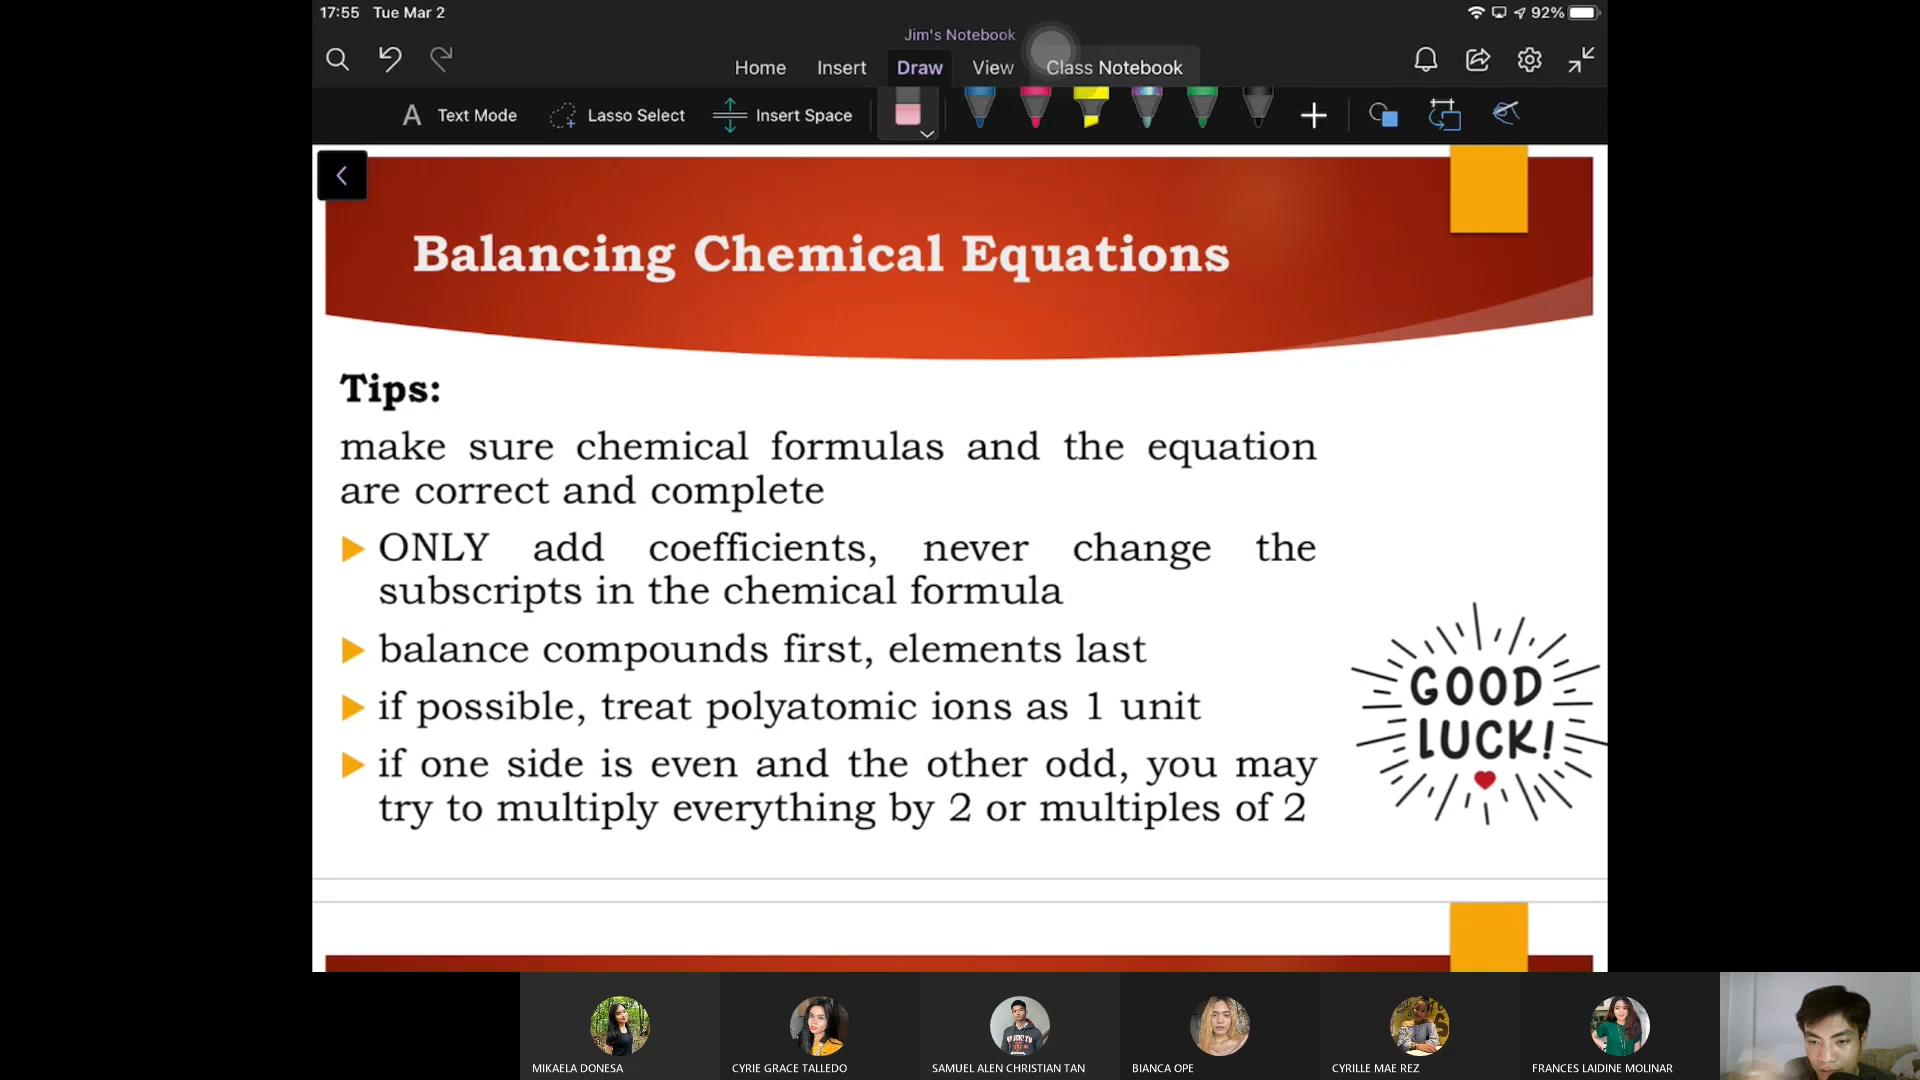 17:55 Tue Mar 2
92%
Jim's Notebook
Home Insert Draw View Class Notebook
A Text Mode Lasso Select Insert Space
Balancing Chemical Equations
Tips:
make sure chemical formulas and the equation
are correct and complete
ONLY add coefficients, never change the
subscripts in the chemical formula
balance compounds first, elements last
if possible, treat polyatomic ions as 1 unit
if one side is even and the other odd, you may
try to multiply everything by 2 or multiples of 2
GOOD
LUCK!
MIKAELA DONESA CYRIE GRACE TALLEDO SAMUEL ALEN CHRISTIAN TAN BIANCA OPE CYRILLE MAE REZ FRANCES LAIDINE MOLINAR